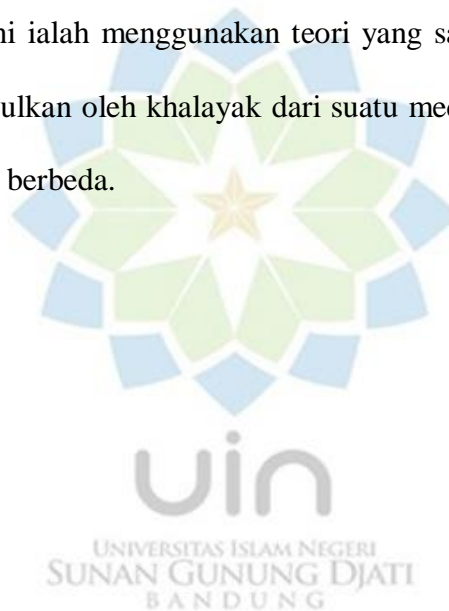 ni ialah menggunakan teori yang sa
ulkan oleh khalayak dari suatu med
berbeda.
uin
UNIVERSITAS ISLAM NEGERI
SUNAN GUNUNG DJATI
BANDUNG